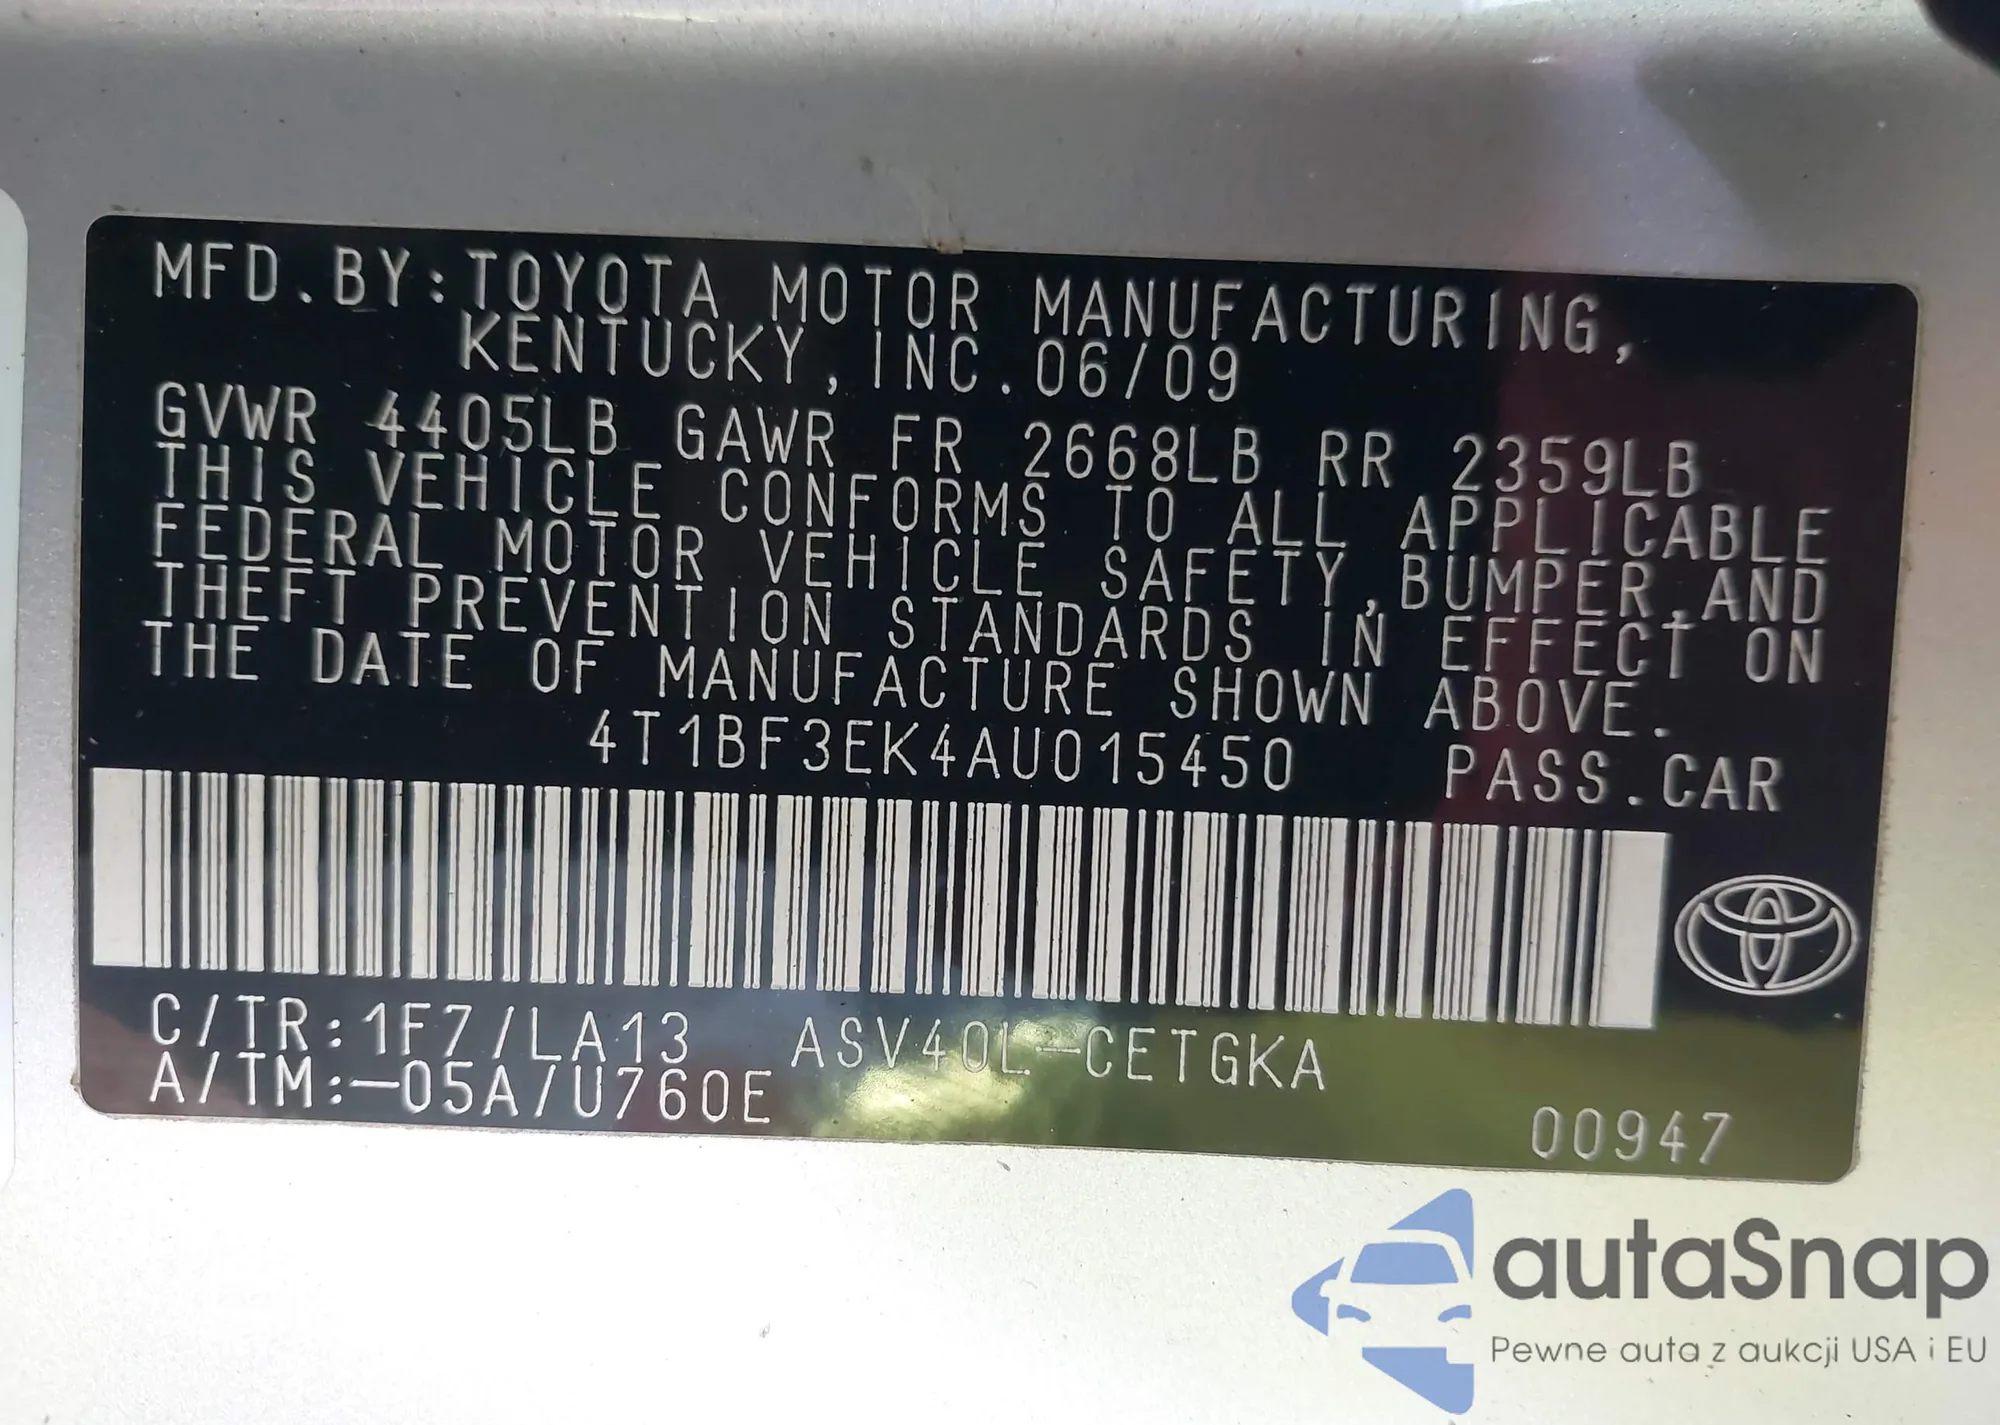 MFD.BY:TOYOTA MOTOR MANUFACTURING,
KENTUCKY,INC.06/09
GVWR 4405LB GAWR FR 2668LB RR 2359LB
THIS VEHICLE CONFORMS TO ALL APPLICABLE
FEDERAL MOTOR VEHICLE SAFETY,BUMPER,AND
THEFT PREVENTION STANDARDS IN EFFECT ON
THE DATE OF MANUFACTURE SHOWN ABOVE.
4T1BF3EK4AU015450 PASS.CAR
C/TR:1F7/LA13 ASV40L-CETGKA
A/TM:-05A/U760E
00947
autaSnap
Pewne auta z aukcji USA i EU